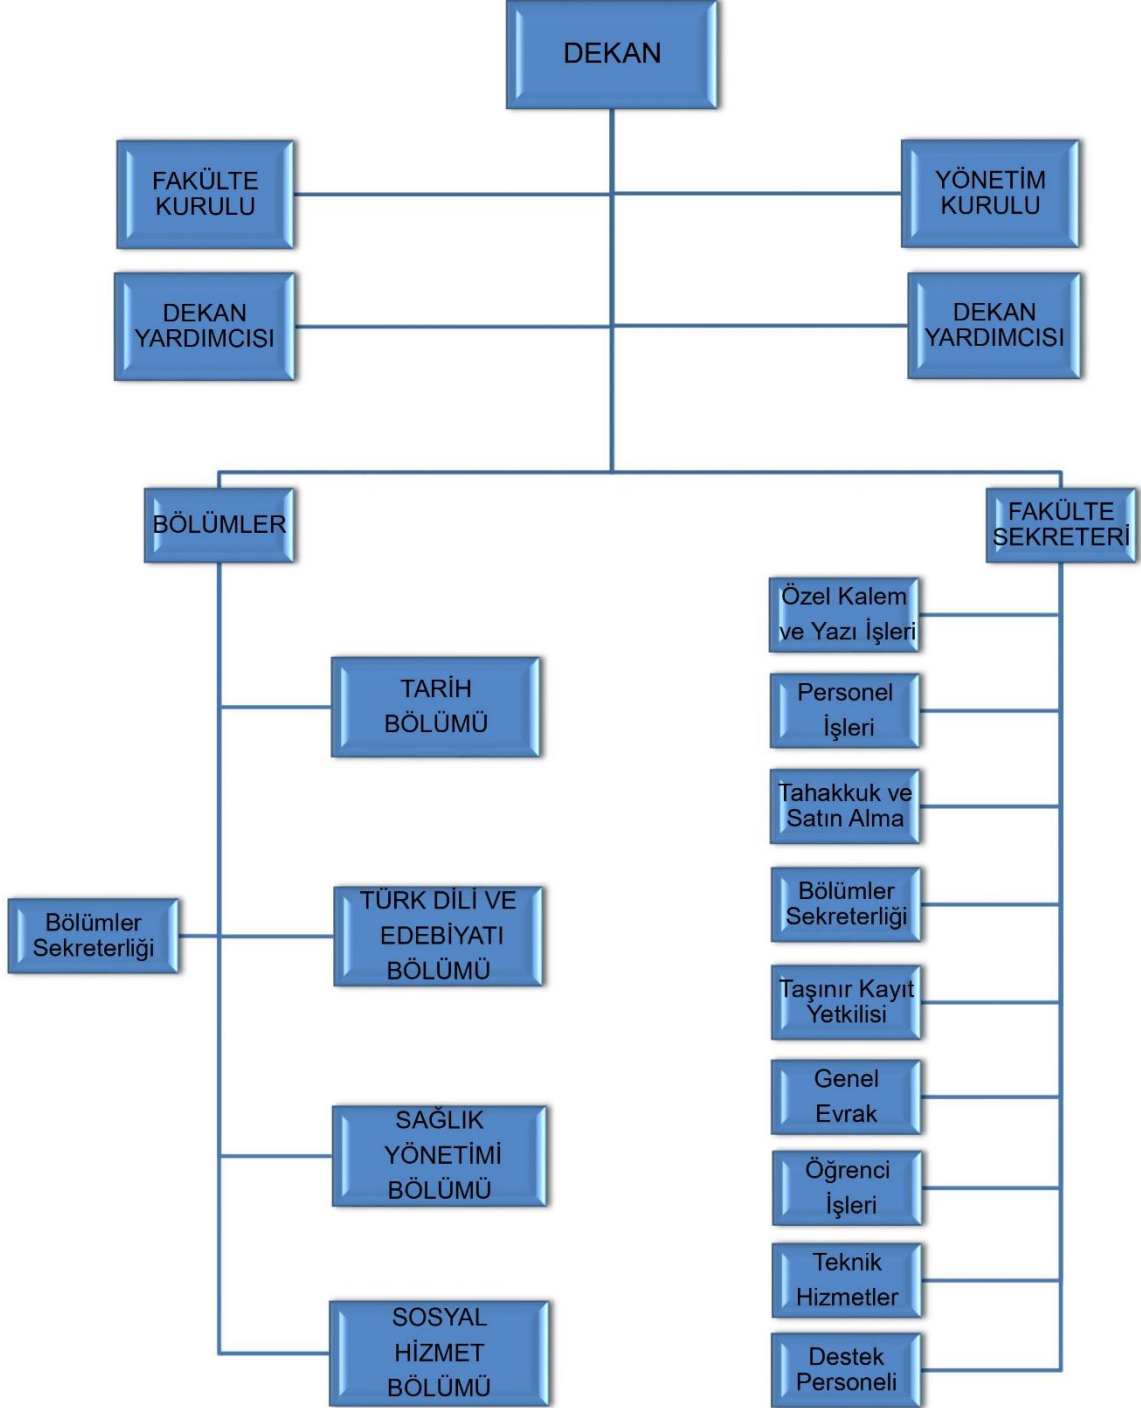 DEKAN
FAKÜLTE
KURULU
YÖNETİM
KURULU
DEKAN
YARDIMCISI
DEKAN
YARDIMCISI
BÖLÜMLER
TARİH
BÖLÜMÜ
Bölümler
Sekreterliği
TÜRK DİLİ VE
EDEBİYATI
BÖLÜMÜ
SAĞLIK
YÖNETİMİ
BÖLÜMÜ
SOSYAL
HİZMET
BÖLÜMÜ
FAKÜLTE
SEKRETERİ
Özel Kalem
ve Yazı İşleri
Personel
İşleri
Tahakkuk ve
Satın Alma
Bölümler
Sekreterliği
Taşınır Kayıt
Yetkilisi
Genel
Evrak
Öğrenci
İşleri
Teknik
Hizmetler
Destek
Personeli